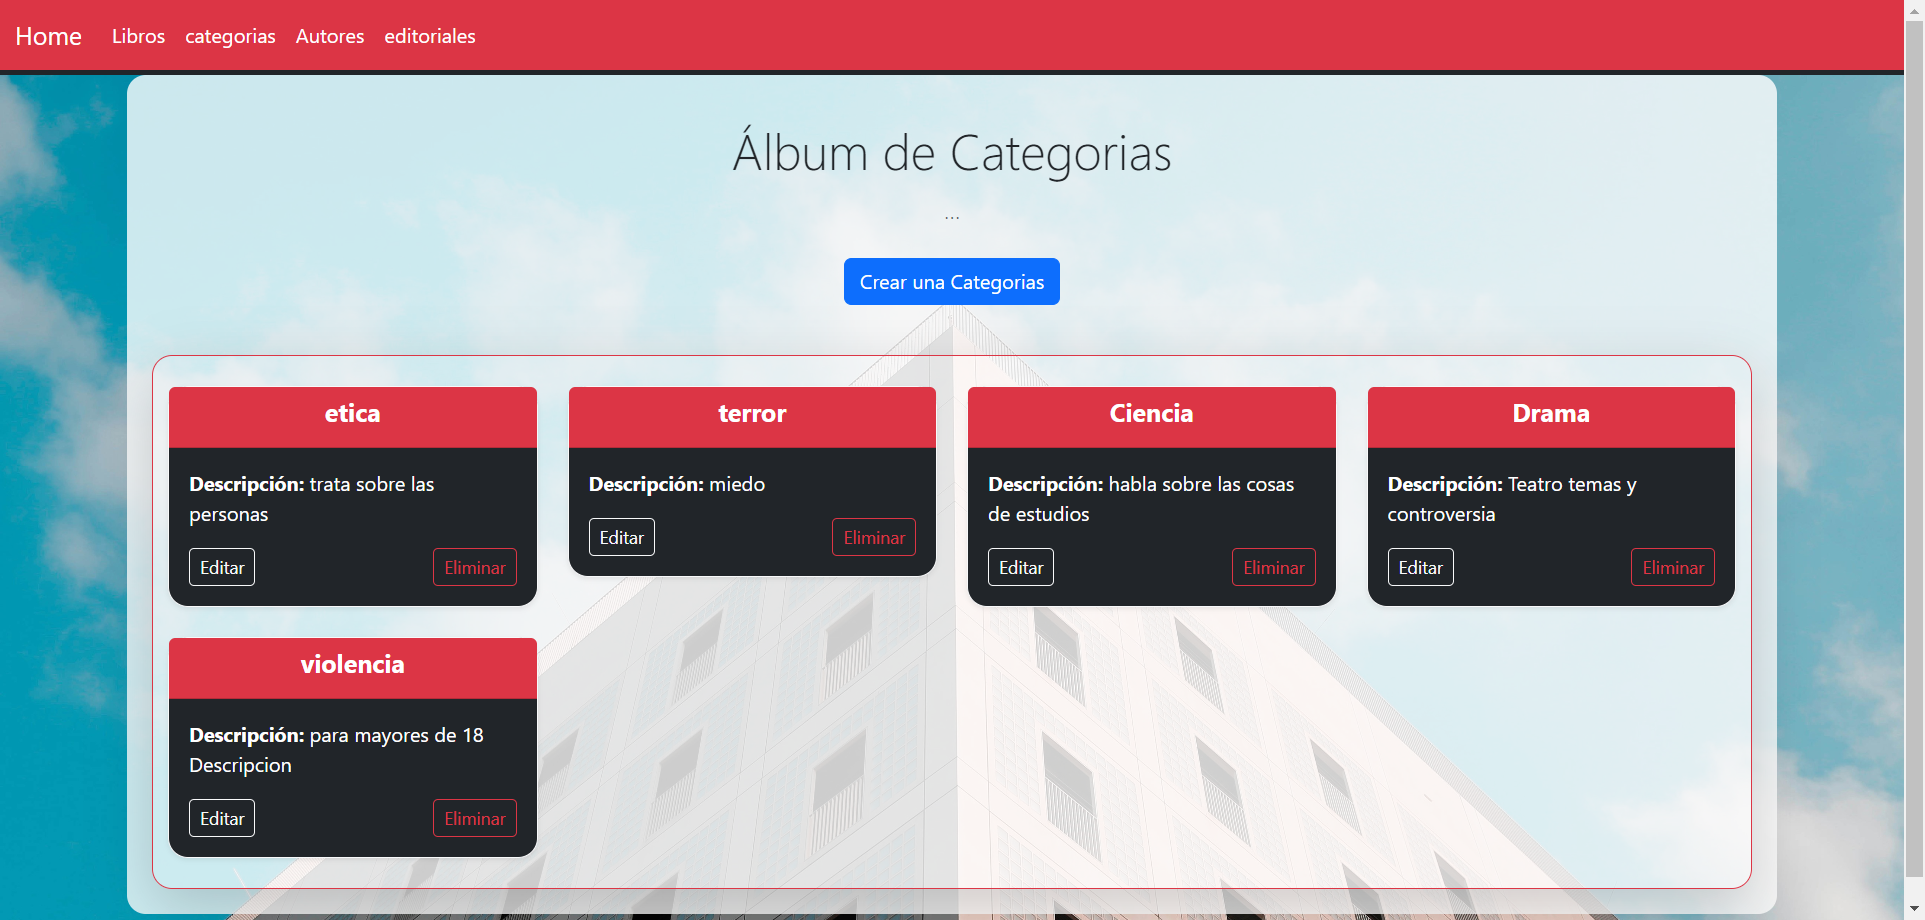 Home Libros categorias Autores editoriales
Álbum de Categorias
...
Crear una Categorias
etica
Descripción: trata sobre las
personas
Editar Eliminar
terror
Descripción: miedo
Editar Eliminar
Ciencia
Descripción: habla sobre las cosas
de estudios
Editar Eliminar
Drama
Descripción: Teatro temas y
controversia
Editar Eliminar
violencia
Descripción: para mayores de 18
Descripcion
Editar Eliminar